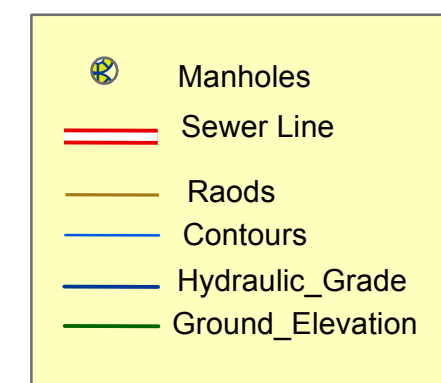 Manholes
Sewer Line
Raods
Contours
Hydraulic_Grade
Ground_Elevation